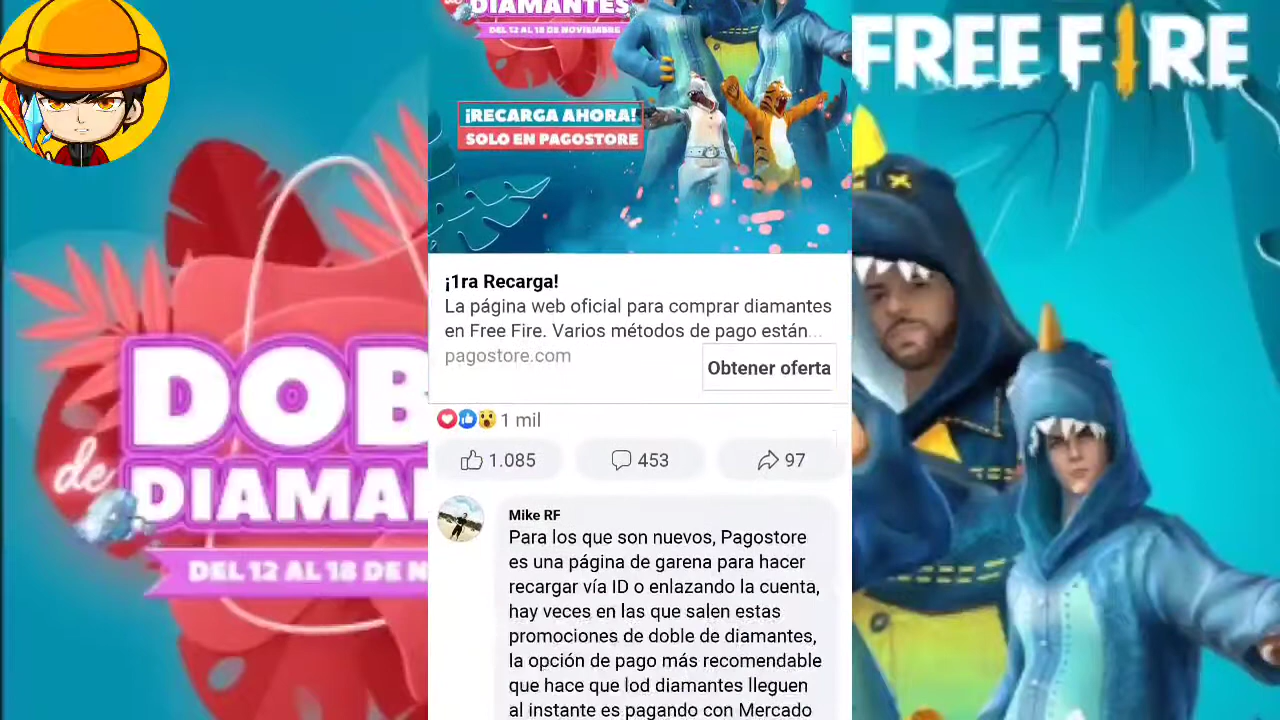 DIAMANTES
DEL 12 AL 18 DE NOVIEMBRE
¡RECARGA AHORA!
SOLO EN PAGOSTORE
FREE FIRE
DOB
de
DIAMAN
DEL 12 AL 18 DE N
¡1ra Recarga!
La página web oficial para comprar diamantes
en Free Fire. Varios métodos de pago están...
pagostore.com
Obtener oferta
1 mil
1.085
453
97
Mike RF
Para los que son nuevos, Pagostore
es una página de garena para hacer
recargar vía ID o enlazando la cuenta,
hay veces en las que salen estas
promociones de doble de diamantes,
la opción de pago más recomendable
que hace que lod diamantes lleguen
al instante es pagando con Mercado